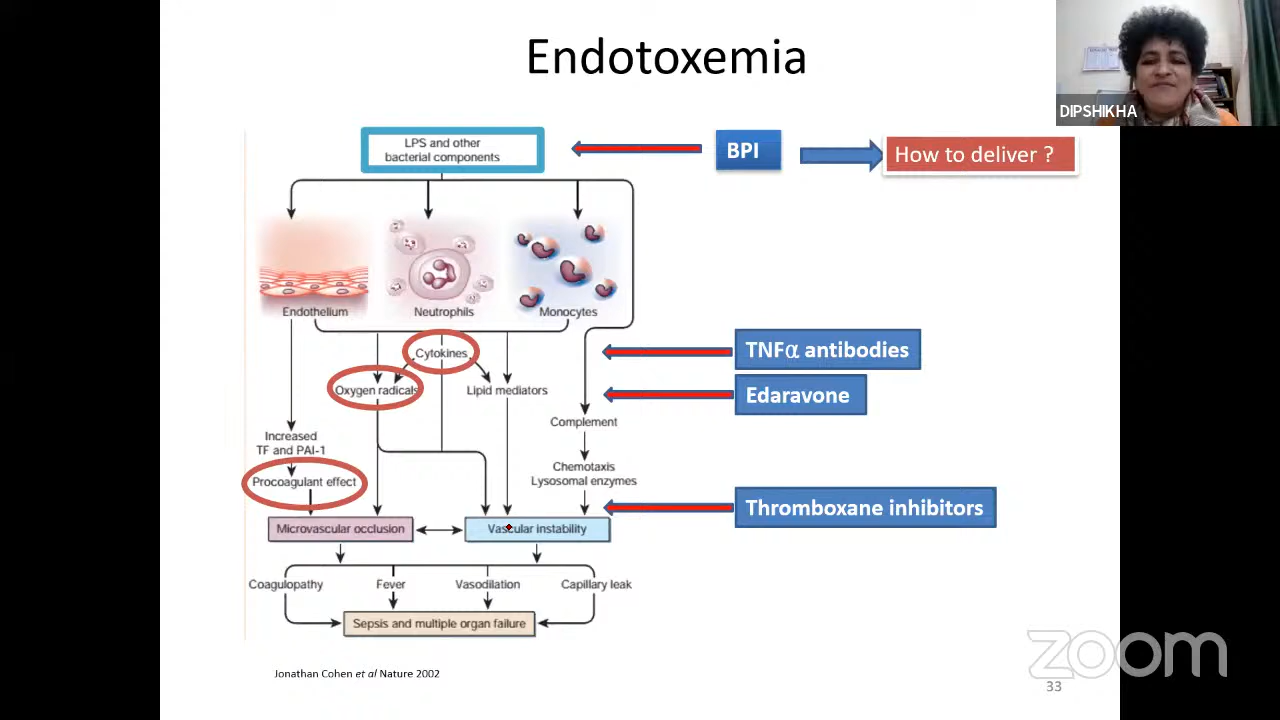 Endotoxemia
DIPSHIKHA
LPS and other
bacterial components
BPI
How to deliver ?
Endothelium
Neutrophils
Monocytes
Cytokines
TNFα antibodies
Oxygen radicals
Lipid mediators
Edaravone
Complement
Increased
TF and PAI-1
Chemotaxis
Lysosomal enzymes
Procoagulant effect
Thromboxane inhibitors
Microvascular occlusion
Vascular instability
Coagulopathy
Fever
Vasodilation
Capillary leak
Sepsis and multiple organ failure
zoom
Jonathan Cohen et al Nature 2002
33